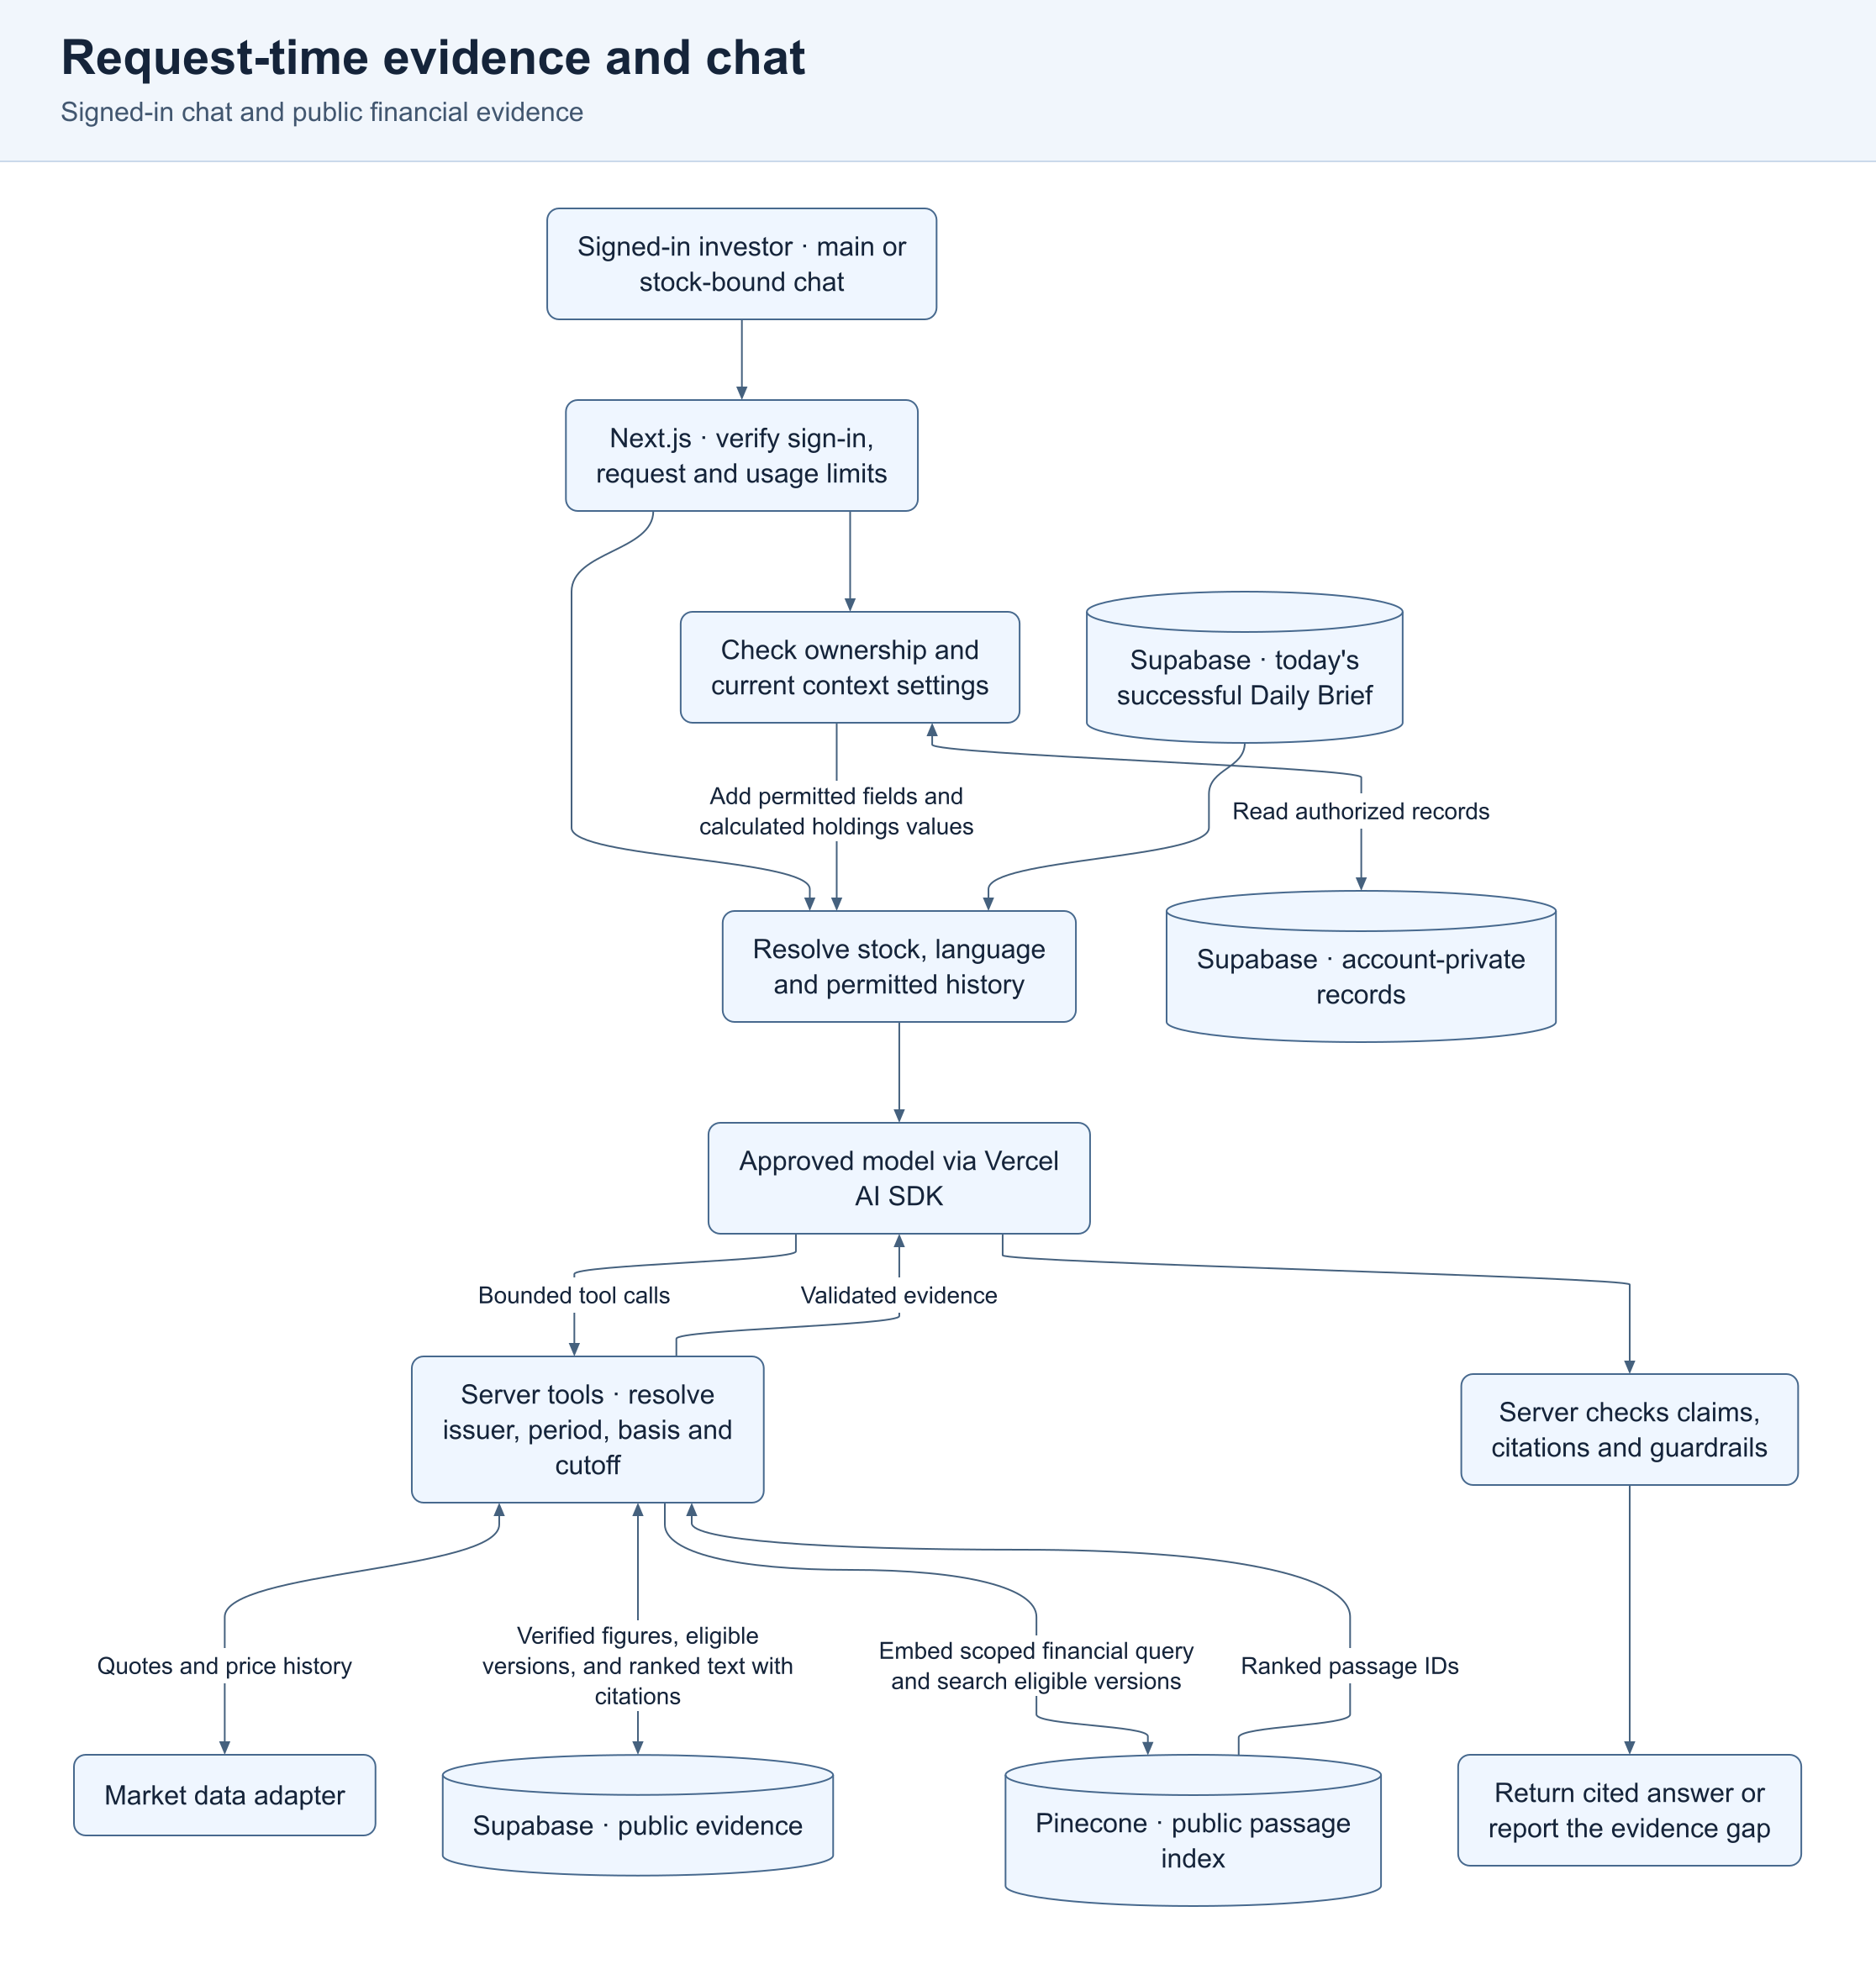 Request-time evidence and chat
Signed-in chat and public financial evidence
Signed-in investor · main or
stock-bound chat
Next.js · verify sign-in,
request and usage limits
Check ownership and
current context settings
Supabase · today's
successful Daily Brief
Add permitted fields and
calculated holdings values
Read authorized records
Resolve stock, language
and permitted history
Supabase · account-private
records
Approved model via Vercel
AI SDK
Bounded tool calls
Validated evidence
Server tools · resolve
issuer, period, basis and
cutoff
Server checks claims,
citations and guardrails
Quotes and price history
Verified figures, eligible
versions, and ranked text with
citations
Embed scoped financial query
and search eligible versions
Ranked passage IDs
Market data adapter
Supabase · public evidence
Pinecone · public passage
index
Return cited answer or
report the evidence gap